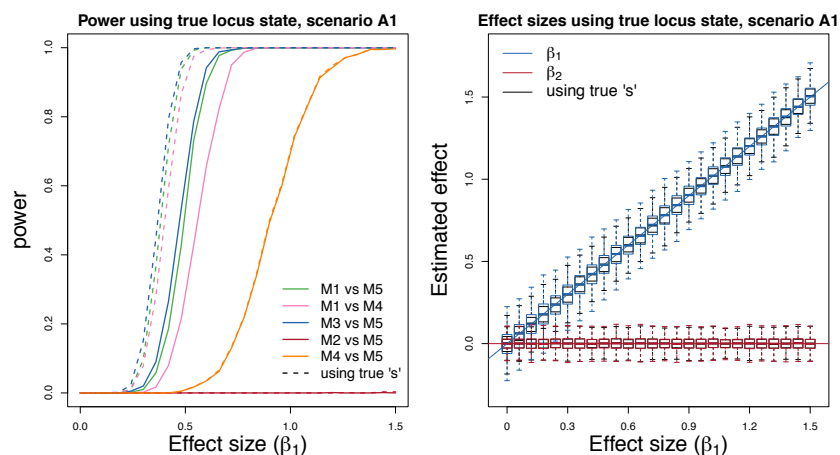 Power using true locus state, scenario A1
power
1.0
0.8
0.6
0.4
0.2
0.0
M1 vs M5
M1 vs M4
M3 vs M5
M2 vs M5
M4 vs M5
using true 's'
0.0 0.5 1.0 1.5
Effect size (β₁)
Effect sizes using true locus state, scenario A1
Estimated effect
β₁
β₂
using true 's'
1.5
1.0
0.5
0.0
0 0.3 0.6 0.9 1.2 1.5
Effect size (β₁)